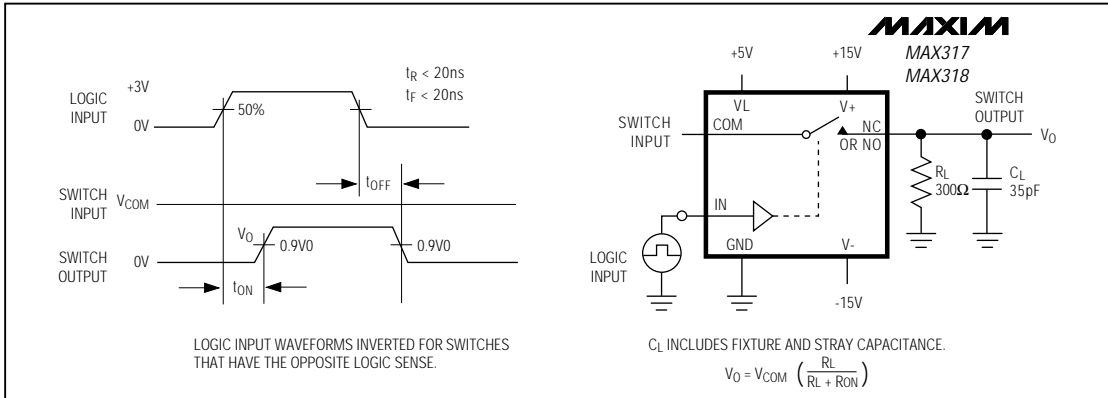 LOGIC
INPUT
+3V
0V
50%
tR < 20ns
tF < 20ns
tOFF
SWITCH
INPUT
VCOM
SWITCH
OUTPUT
VO
0V
0.9V0
0.9V0
tON
LOGIC INPUT WAVEFORMS INVERTED FOR SWITCHES
THAT HAVE THE OPPOSITE LOGIC SENSE.
MAXIM
MAX317
MAX318
+5V
+15V
VL
V+
SWITCH
INPUT
COM
NC
OR NO
SWITCH
OUTPUT
VO
RL
300Ω
CL
35pF
IN
LOGIC
INPUT
GND
V-
-15V
CL INCLUDES FIXTURE AND STRAY CAPACITANCE.
VO = VCOM ( RL / RL + RON )